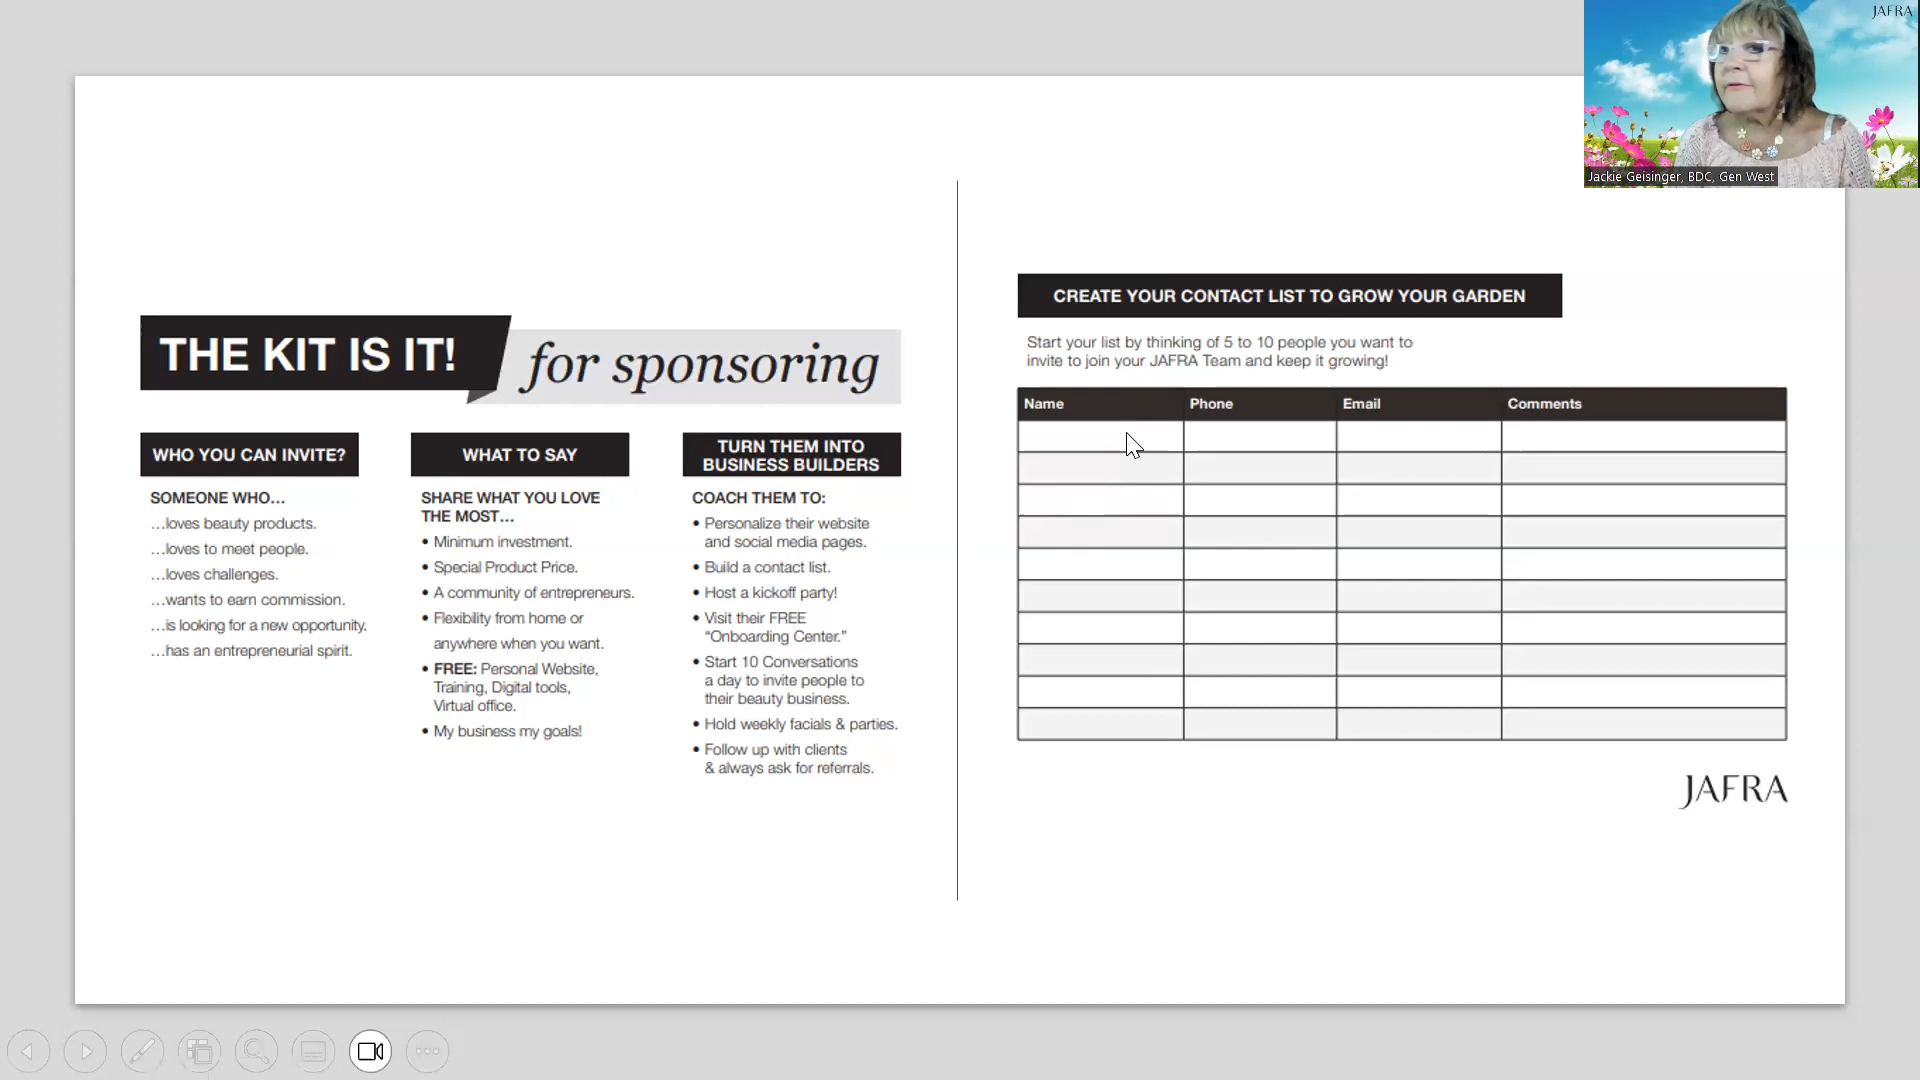 JAFRA
Jackie Geisinger, BDC, Gen West
THE KIT IS IT! for sponsoring
WHO YOU CAN INVITE?
SOMEONE WHO…
…loves beauty products.
…loves to meet people.
…loves challenges.
…wants to earn commission.
…is looking for a new opportunity.
…has an entrepreneurial spirit.
WHAT TO SAY
SHARE WHAT YOU LOVE
THE MOST…
• Minimum investment.
• Special Product Price.
• A community of entrepreneurs.
• Flexibility from home or
anywhere when you want.
• FREE: Personal Website,
Training, Digital tools,
Virtual office.
• My business my goals!
TURN THEM INTO
BUSINESS BUILDERS
COACH THEM TO:
• Personalize their website
and social media pages.
• Build a contact list.
• Host a kickoff party!
• Visit their FREE
“Onboarding Center.”
• Start 10 Conversations
a day to invite people to
their beauty business.
• Hold weekly facials & parties.
• Follow up with clients
& always ask for referrals.
CREATE YOUR CONTACT LIST TO GROW YOUR GARDEN
Start your list by thinking of 5 to 10 people you want to
invite to join your JAFRA Team and keep it growing!
Name Phone Email Comments
JAFRA